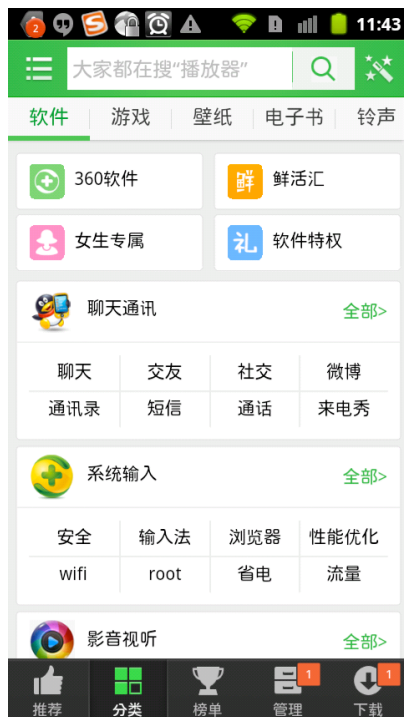 2 11:43
大家都在搜“播放器”
软件 游戏 壁纸 电子书 铃声
360软件 鲜 鲜活汇
女生专属 礼 软件特权
聊天通讯 全部>
聊天 交友 社交 微博
通讯录 短信 通话 来电秀
系统输入 全部>
安全 输入法 浏览器 性能优化
wifi root 省电 流量
影音视听 全部>
1 1
推荐 分类 榜单 管理 下载